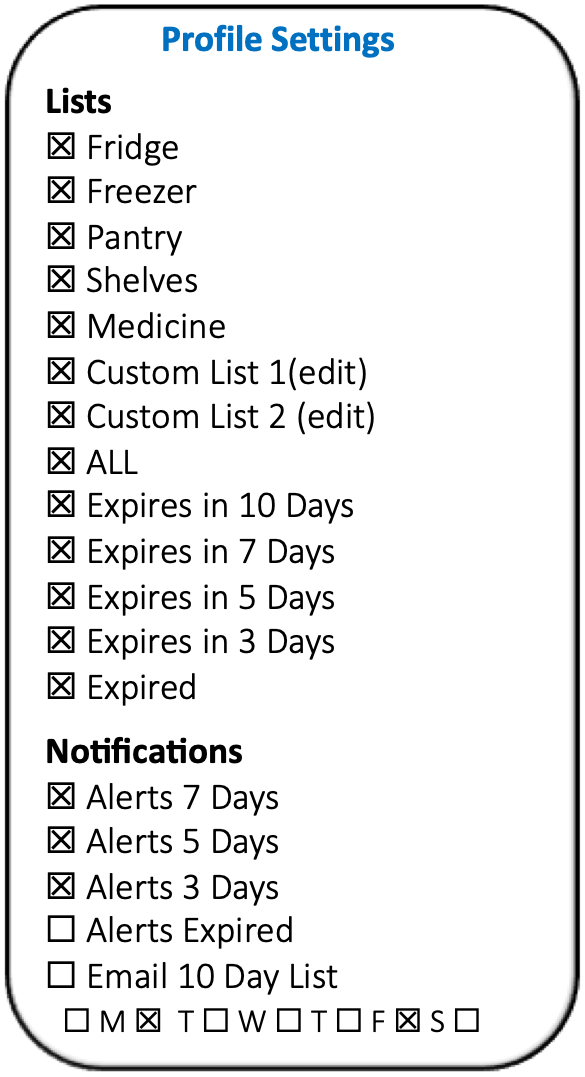 Profile Settings
Lists
☒ Fridge
☒ Freezer
☒ Pantry
☒ Shelves
☒ Medicine
☒ Custom List 1(edit)
☒ Custom List 2 (edit)
☒ ALL
☒ Expires in 10 Days
☒ Expires in 7 Days
☒ Expires in 5 Days
☒ Expires in 3 Days
☒ Expired
Notifications
☒ Alerts 7 Days
☒ Alerts 5 Days
☒ Alerts 3 Days
☐ Alerts Expired
☐ Email 10 Day List
☐ M ☒ T ☐ W ☐ T ☐ F ☒ S ☐